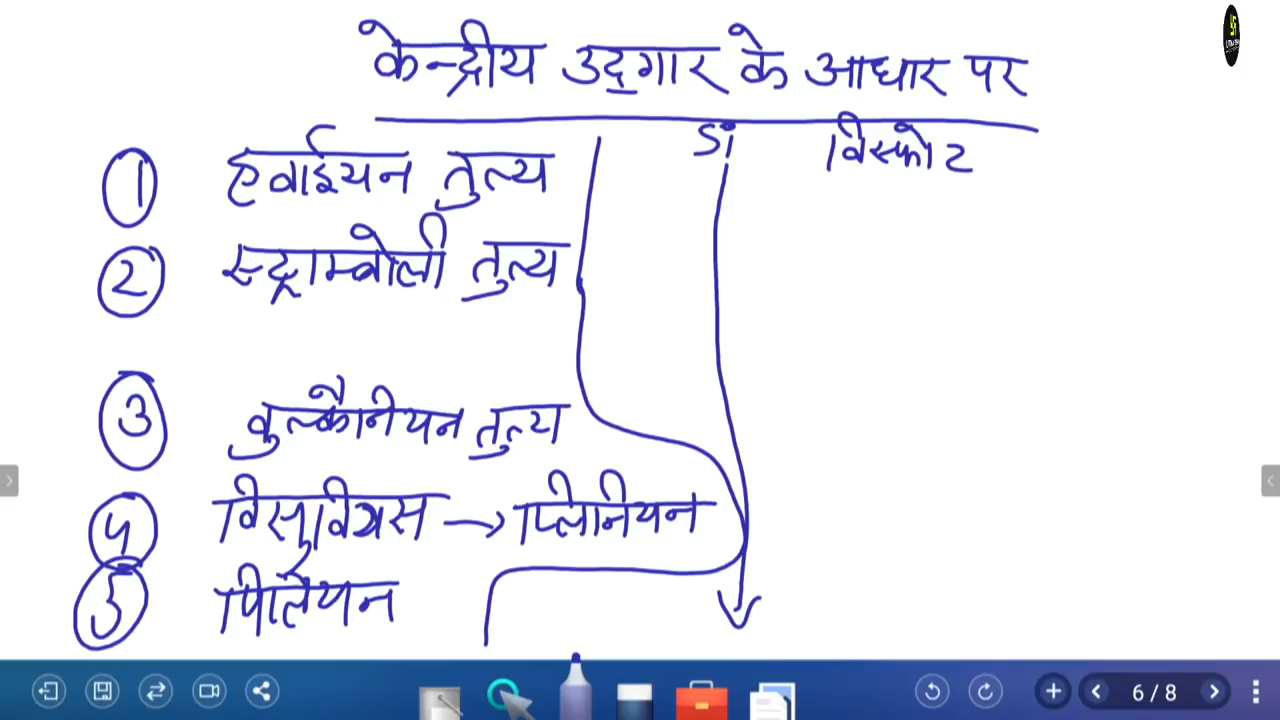 केन्द्रीय उद्गार के आधार पर
Si विस्फोट
1 हवाईयन तुल्य
2 स्ट्राम्बोली तुल्य
3 वुल्कैनियन तुल्य
4 विसुवियस → प्लिनियन
5 पिलियन
6 / 8